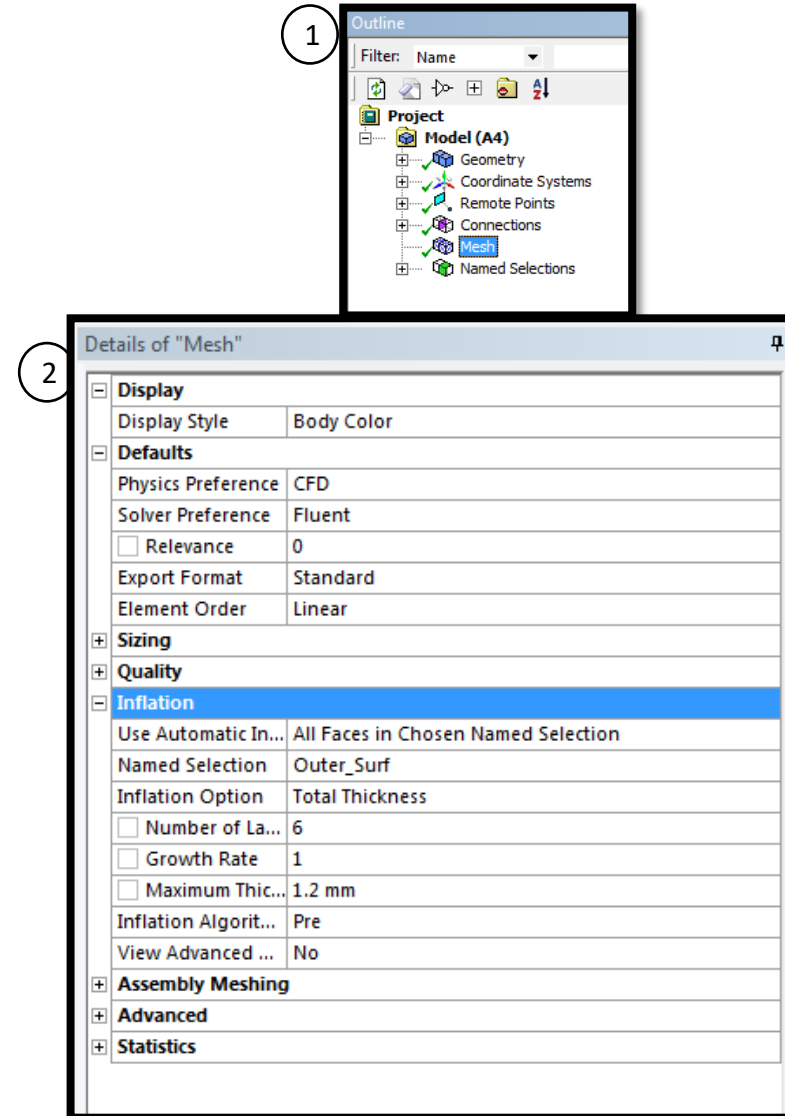 1
Outline
Filter: Name
Project
Model (A4)
Geometry
Coordinate Systems
Remote Points
Connections
Mesh
Named Selections
2
Details of "Mesh"
Display
Display Style Body Color
Defaults
Physics Preference CFD
Solver Preference Fluent
Relevance 0
Export Format Standard
Element Order Linear
Sizing
Quality
Inflation
Use Automatic In... All Faces in Chosen Named Selection
Named Selection Outer_Surf
Inflation Option Total Thickness
Number of La... 6
Growth Rate 1
Maximum Thic... 1.2 mm
Inflation Algorit... Pre
View Advanced ... No
Assembly Meshing
Advanced
Statistics